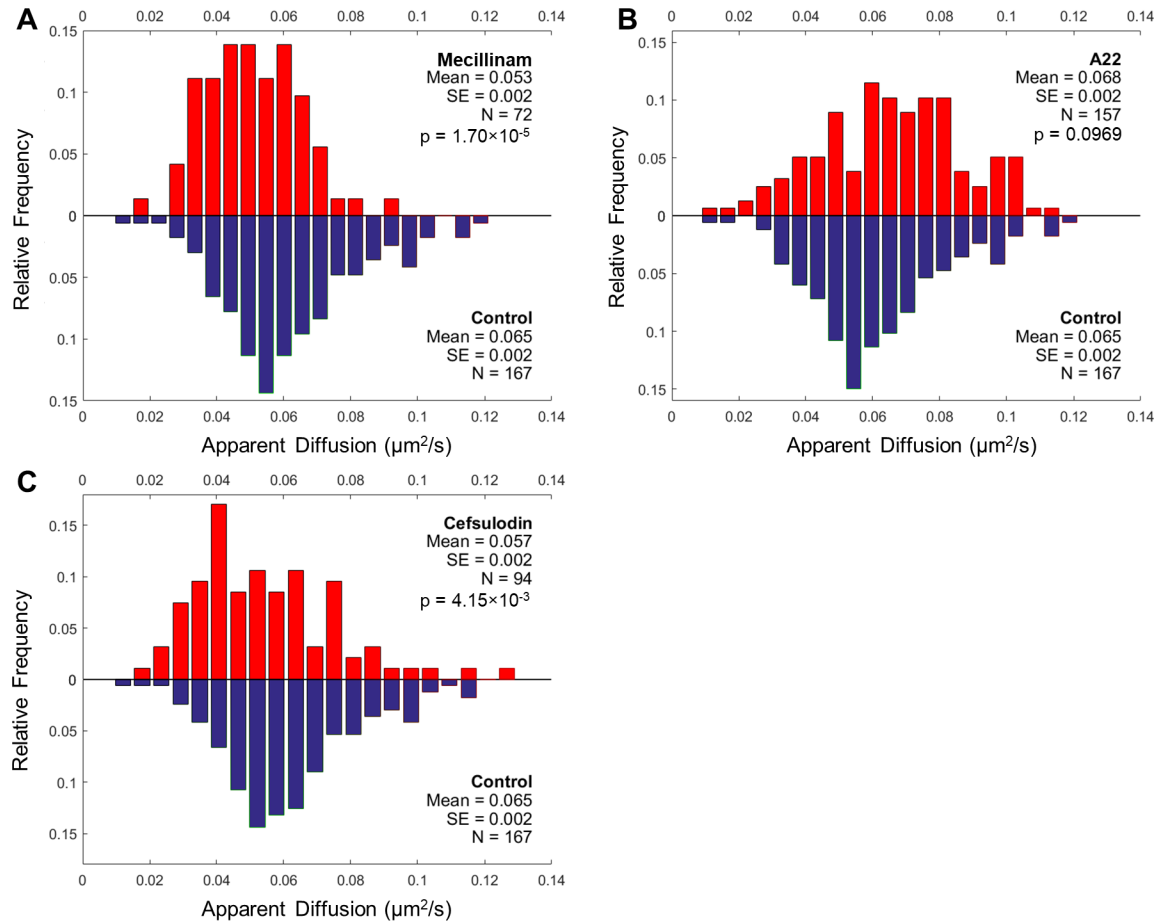 A
0 0.02 0.04 0.06 0.08 0.1 0.12 0.14
0.15
0.1
0.05
0
0.05
0.1
0.15
Relative Frequency
Mecillinam
Mean = 0.053
SE = 0.002
N = 72
p = 1.70×10⁻⁵
Control
Mean = 0.065
SE = 0.002
N = 167
0 0.02 0.04 0.06 0.08 0.1 0.12 0.14
Apparent Diffusion (µm²/s)
B
0 0.02 0.04 0.06 0.08 0.1 0.12 0.14
0.15
0.1
0.05
0
0.05
0.1
0.15
Relative Frequency
A22
Mean = 0.068
SE = 0.002
N = 157
p = 0.0969
Control
Mean = 0.065
SE = 0.002
N = 167
0 0.02 0.04 0.06 0.08 0.1 0.12 0.14
Apparent Diffusion (µm²/s)
C
0 0.02 0.04 0.06 0.08 0.1 0.12 0.14
0.15
0.1
0.05
0
0.05
0.1
0.15
Relative Frequency
Cefsulodin
Mean = 0.057
SE = 0.002
N = 94
p = 4.15×10⁻³
Control
Mean = 0.065
SE = 0.002
N = 167
0 0.02 0.04 0.06 0.08 0.1 0.12 0.14
Apparent Diffusion (µm²/s)